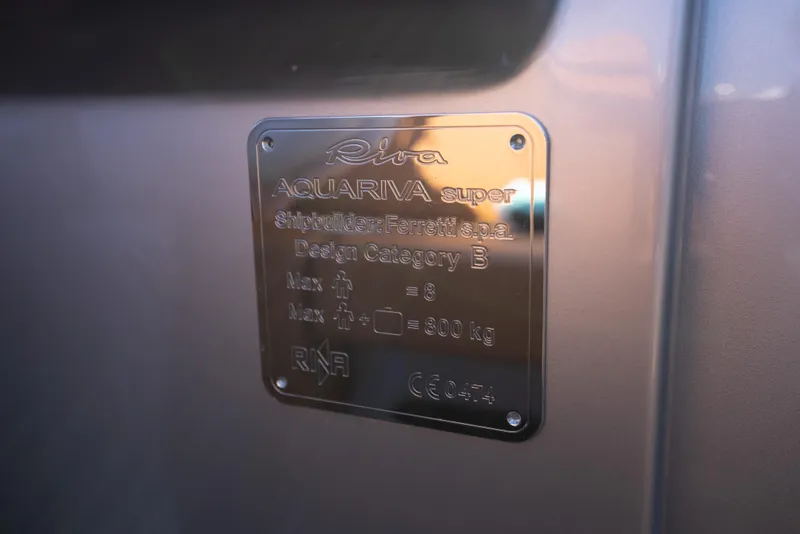 Riva
AQUARIVA super
Shipbuilder: Ferretti s.p.a.
Design Category B
Max = 8
Max + = 800 kg
RINA
CE 0474